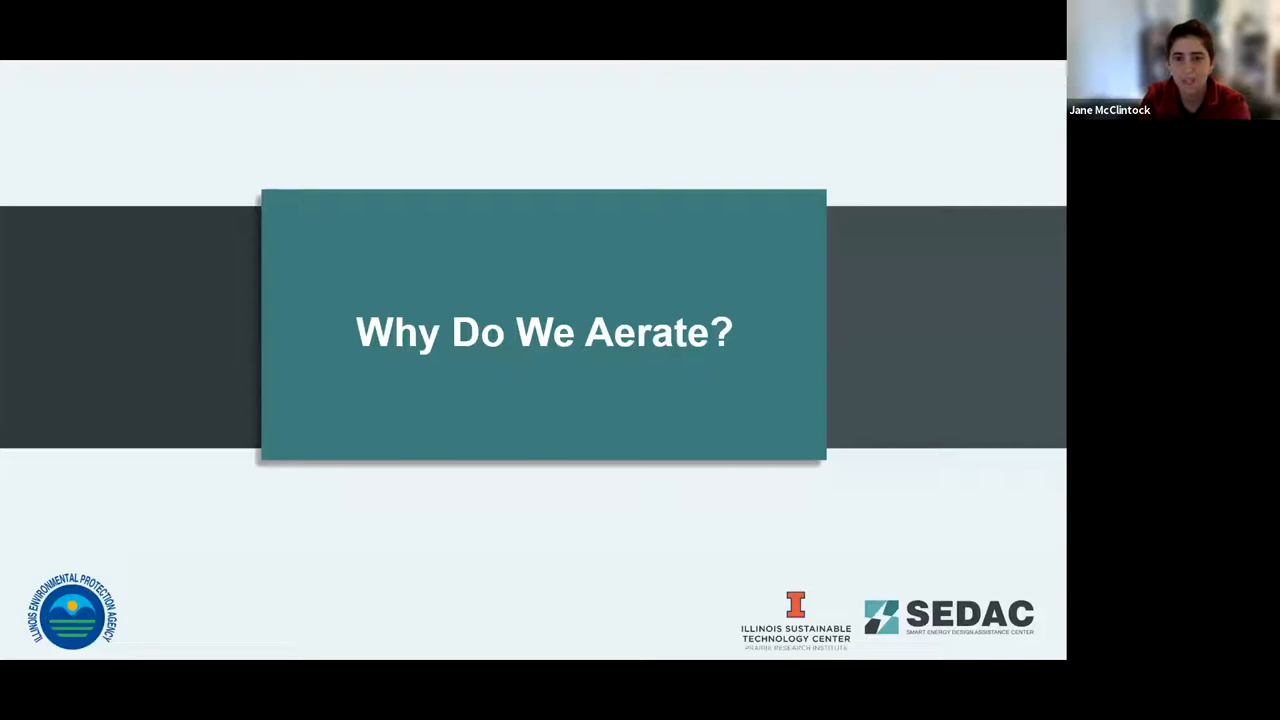 Jane McClintock
Why Do We Aerate?
ILLINOIS ENVIRONMENTAL PROTECTION AGENCY
ILLINOIS SUSTAINABLE
TECHNOLOGY CENTER
PRAIRIE RESEARCH INSTITUTE
SEDAC
SMART ENERGY DESIGN ASSISTANCE CENTER